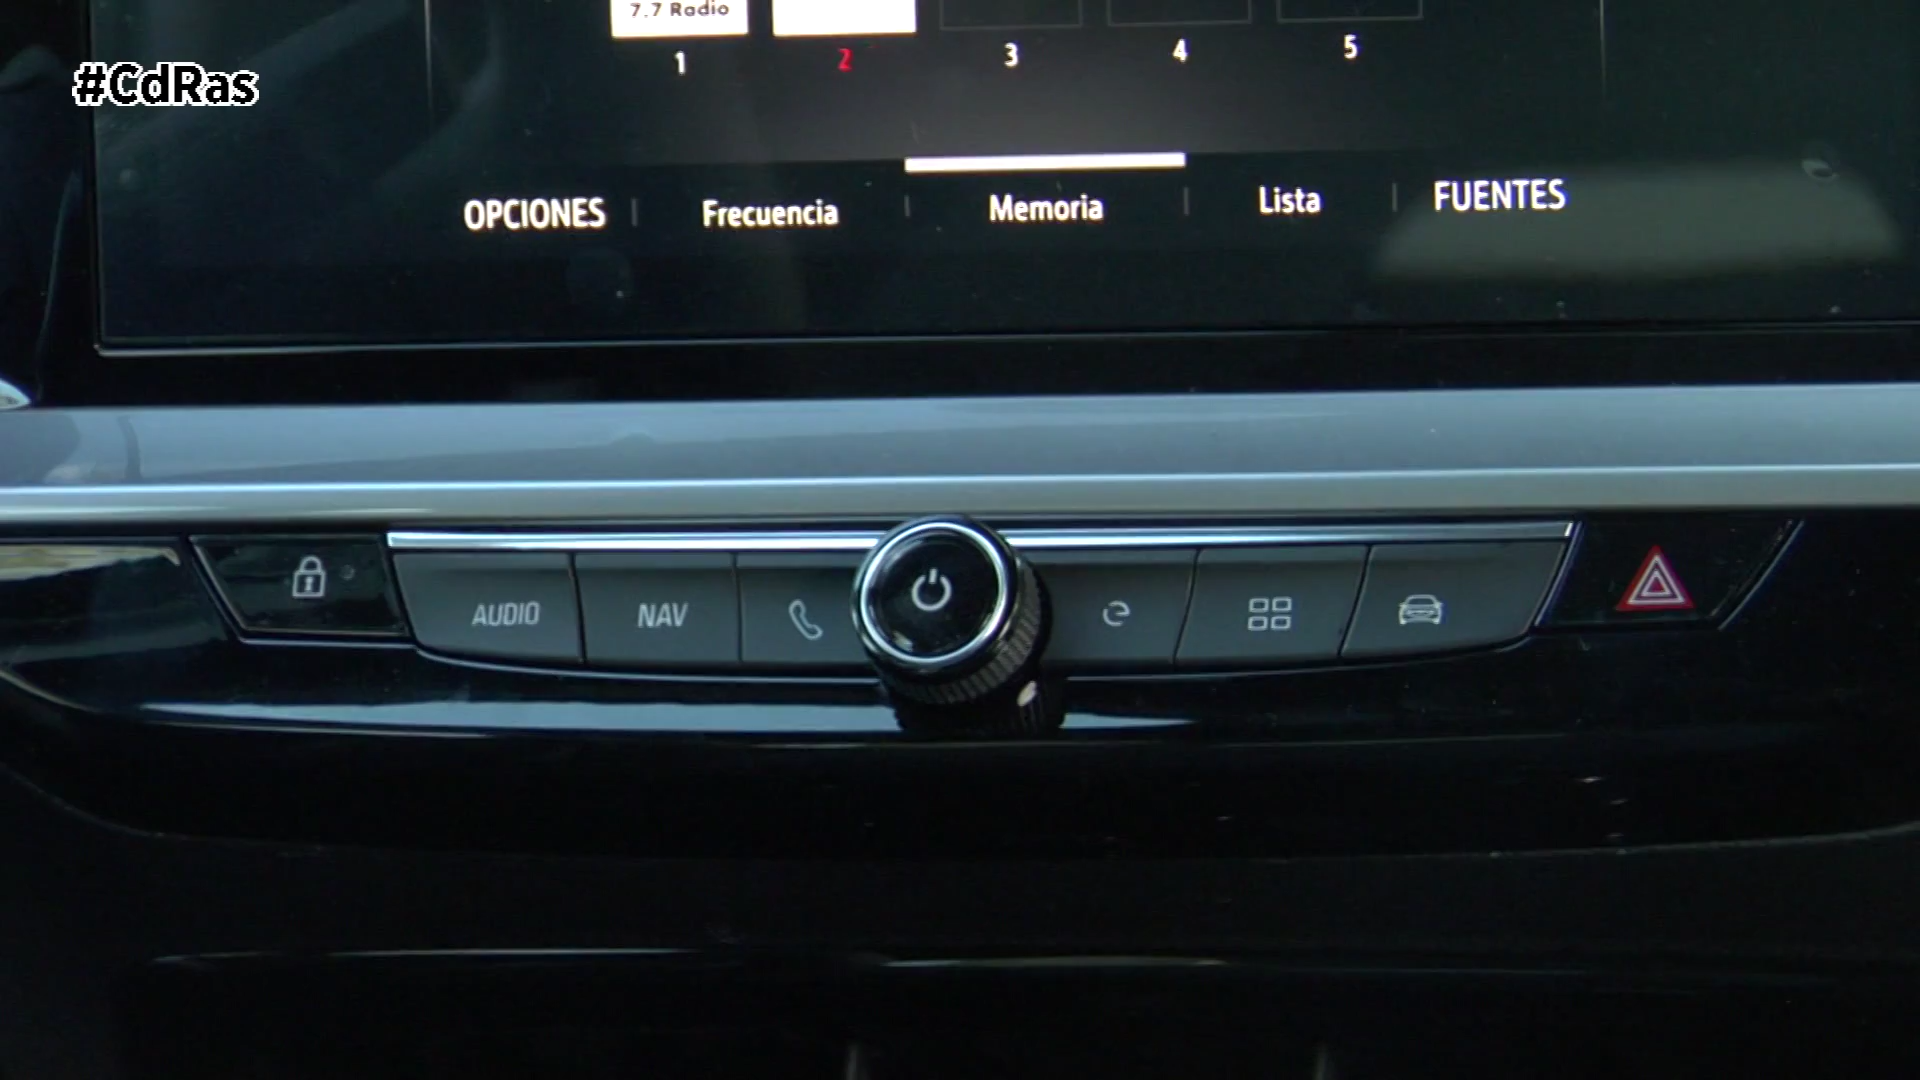 7.7 Radio
1 2 3 4 5
#CdRas
OPCIONES Frecuencia Memoria Lista FUENTES
AUDIO NAV